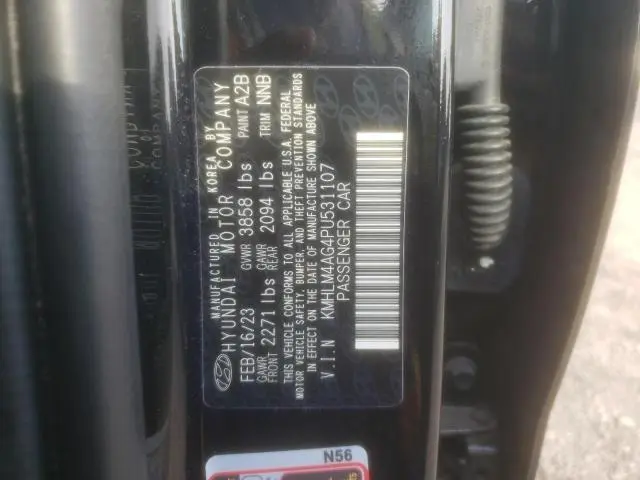 MANUFACTURED IN KOREA BY
HYUNDAI MOTOR COMPANY
FEB/16/23 GVWR 3858 lbs PAINT A2B
GAWR FRONT 2271 lbs GAWR REAR 2094 lbs TRIM NNB
THIS VEHICLE CONFORMS TO ALL APPLICABLE U.S.A. FEDERAL
MOTOR VEHICLE SAFETY, BUMPER, AND THEFT PREVENTION STANDARDS
IN EFFECT ON THE DATE OF MANUFACTURE SHOWN ABOVE
V.I.N KMHLM4AG4PU531107
PASSENGER CAR
N56